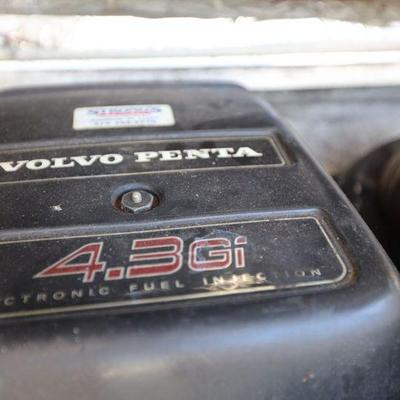 VOLVO PENTA
4.3Gi
ECTRONIC FUEL INJECTION